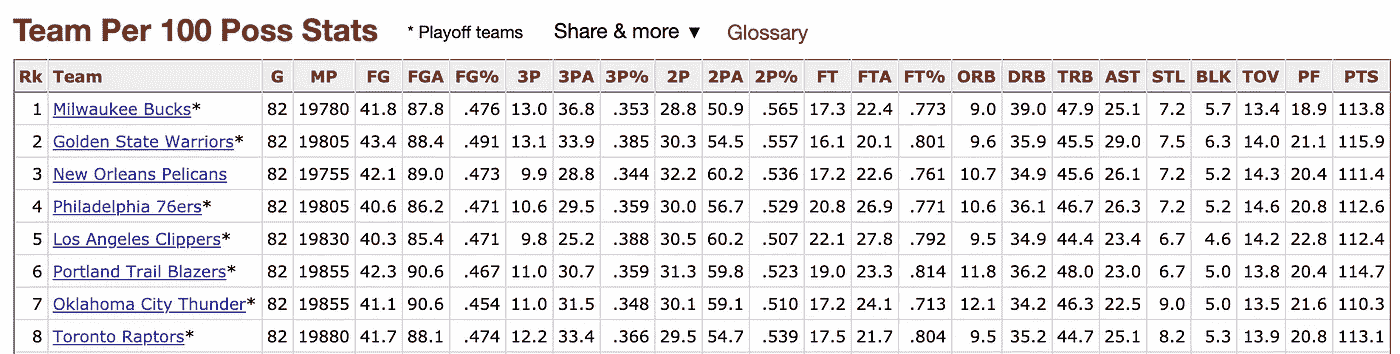 Team Per 100 Poss Stats * Playoff teams Share & more ▼ Glossary
Rk Team G MP FG FGA FG% 3P 3PA 3P% 2P 2PA 2P% FT FTA FT% ORB DRB TRB AST STL BLK TOV PF PTS
1 Milwaukee Bucks* 82 19780 41.8 87.8 .476 13.0 36.8 .353 28.8 50.9 .565 17.3 22.4 .773 9.0 39.0 47.9 25.1 7.2 5.7 13.4 18.9 113.8
2 Golden State Warriors* 82 19805 43.4 88.4 .491 13.1 33.9 .385 30.3 54.5 .557 16.1 20.1 .801 9.6 35.9 45.5 29.0 7.5 6.3 14.0 21.1 115.9
3 New Orleans Pelicans 82 19755 42.1 89.0 .473 9.9 28.8 .344 32.2 60.2 .536 17.2 22.6 .761 10.7 34.9 45.6 26.1 7.2 5.2 14.3 20.4 111.4
4 Philadelphia 76ers* 82 19805 40.6 86.2 .471 10.6 29.5 .359 30.0 56.7 .529 20.8 26.9 .771 10.6 36.1 46.7 26.3 7.2 5.2 14.6 20.8 112.6
5 Los Angeles Clippers* 82 19830 40.3 85.4 .471 9.8 25.2 .388 30.5 60.2 .507 22.1 27.8 .792 9.5 34.9 44.4 23.4 6.7 4.6 14.2 22.8 112.4
6 Portland Trail Blazers* 82 19855 42.3 90.6 .467 11.0 30.7 .359 31.3 59.8 .523 19.0 23.3 .814 11.8 36.2 48.0 23.0 6.7 5.0 13.8 20.4 114.7
7 Oklahoma City Thunder* 82 19855 41.1 90.6 .454 11.0 31.5 .348 30.1 59.1 .510 17.2 24.1 .713 12.1 34.2 46.3 22.5 9.0 5.0 13.5 21.6 110.3
8 Toronto Raptors* 82 19880 41.7 88.1 .474 12.2 33.4 .366 29.5 54.7 .539 17.5 21.7 .804 9.5 35.2 44.7 25.1 8.2 5.3 13.9 20.8 113.1